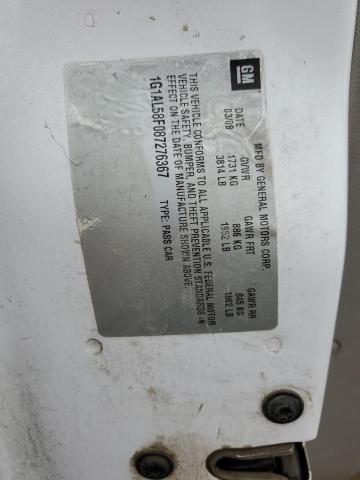 GM
MFD BY GENERAL MOTORS CORP.
DATE GVWR GAWR FRT GAWR RR
03/08 1731 KG 886 KG 845 KG
3814 LB 1952 LB 1862 LB
THIS VEHICLE CONFORMS TO ALL APPLICABLE U.S. FEDERAL MOTOR
VEHICLE SAFETY, BUMPER, AND THEFT PREVENTION STANDARDS IN
EFFECT ON THE DATE OF MANUFACTURE SHOWN ABOVE.
1G1AL58F087276367 TYPE: PASS CAR